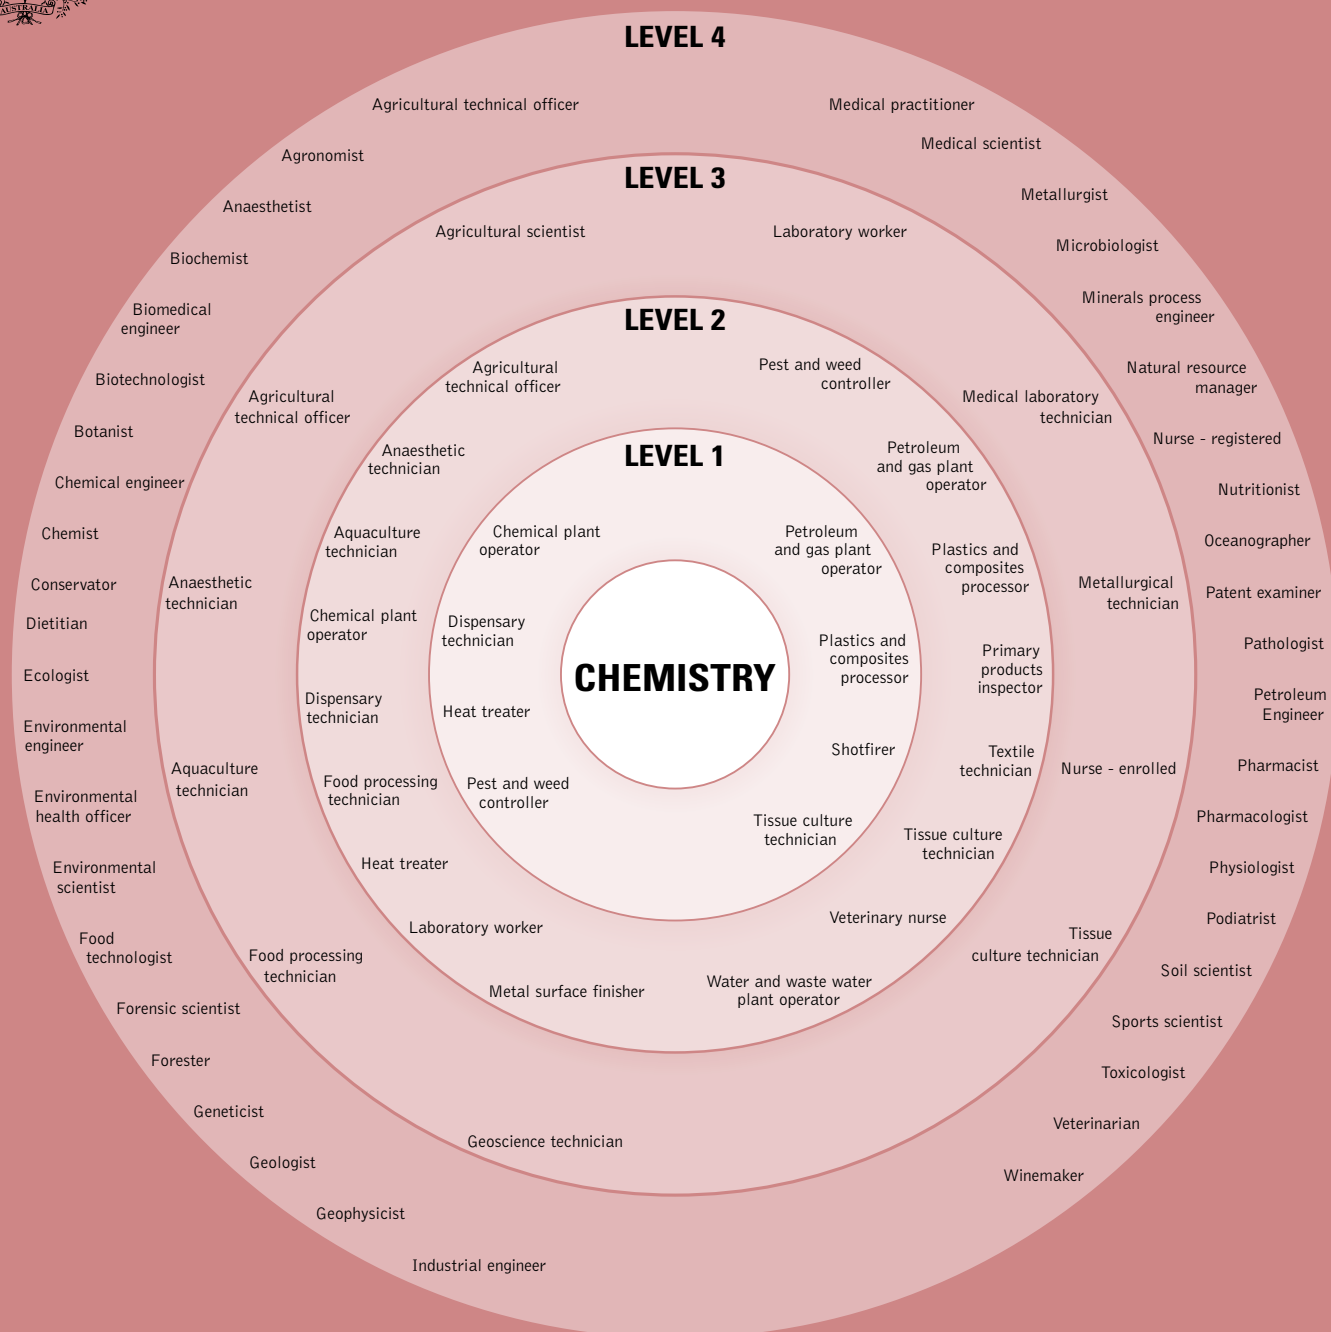 AUSTRALIA
LEVEL 4
Agricultural technical officer
Agronomist
Anaesthetist
Biochemist
Biomedical
engineer
Biotechnologist
Botanist
Chemical engineer
Chemist
Conservator
Dietitian
Ecologist
Environmental
engineer
Environmental
health officer
Environmental
scientist
Food
technologist
Forensic scientist
Forester
Geneticist
Geologist
Geophysicist
Industrial engineer
Medical practitioner
Medical scientist
Metallurgist
Microbiologist
Minerals process
engineer
Natural resource
manager
Nurse - registered
Nutritionist
Oceanographer
Patent examiner
Pathologist
Petroleum
Engineer
Pharmacist
Pharmacologist
Physiologist
Podiatrist
Soil scientist
Sports scientist
Toxicologist
Veterinarian
Winemaker
LEVEL 3
Agricultural scientist
Agricultural
technical officer
Anaesthetic
technician
Aquaculture
technician
Food processing
technician
Geoscience technician
Laboratory worker
Medical laboratory
technician
Metallurgical
technician
Nurse - enrolled
Tissue
culture technician
LEVEL 2
Agricultural
technical officer
Anaesthetic
technician
Aquaculture
technician
Chemical plant
operator
Dispensary
technician
Food processing
technician
Heat treater
Laboratory worker
Metal surface finisher
Pest and weed
controller
Petroleum
and gas plant
operator
Plastics and
composites
processor
Primary
products
inspector
Textile
technician
Tissue culture
technician
Veterinary nurse
Water and waste water
plant operator
LEVEL 1
Chemical plant
operator
Dispensary
technician
Heat treater
Pest and weed
controller
Petroleum
and gas plant
operator
Plastics and
composites
processor
Shotfirer
Tissue culture
technician
CHEMISTRY